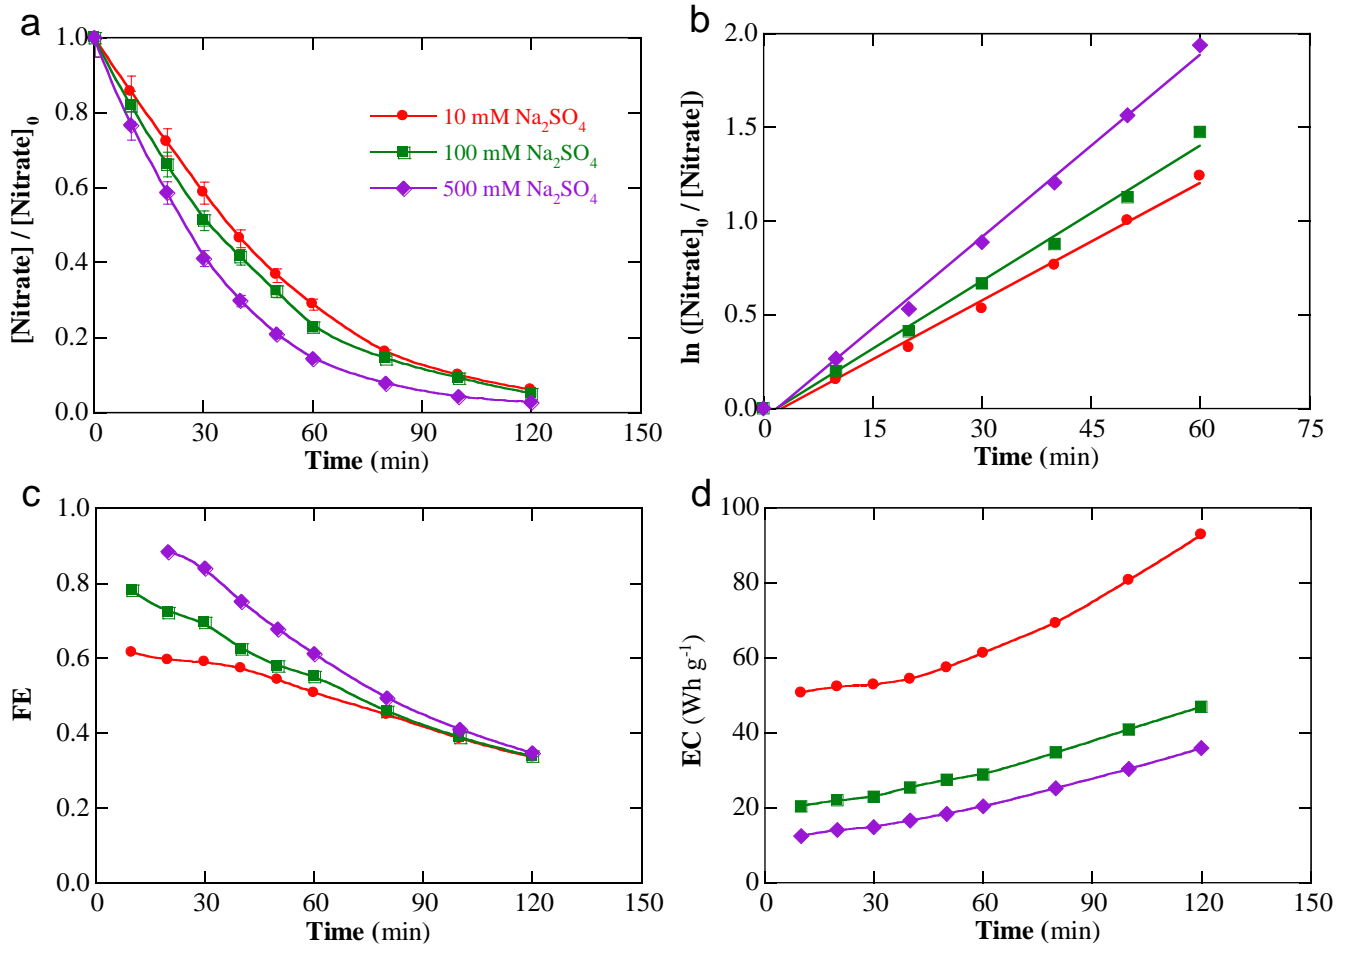 a
[Nitrate] / [Nitrate]0
1.0
0.8
0.6
0.4
0.2
0.0
10 mM Na2SO4
100 mM Na2SO4
500 mM Na2SO4
0 30 60 90 120 150
Time (min)
b
ln ([Nitrate]0 / [Nitrate])
2.0
1.5
1.0
0.5
0.0
0 15 30 45 60 75
Time (min)
c
FE
1.0
0.8
0.6
0.4
0.2
0.0
0 30 60 90 120 150
Time (min)
d
EC (Wh g-1)
100
80
60
40
20
0
0 30 60 90 120 150
Time (min)